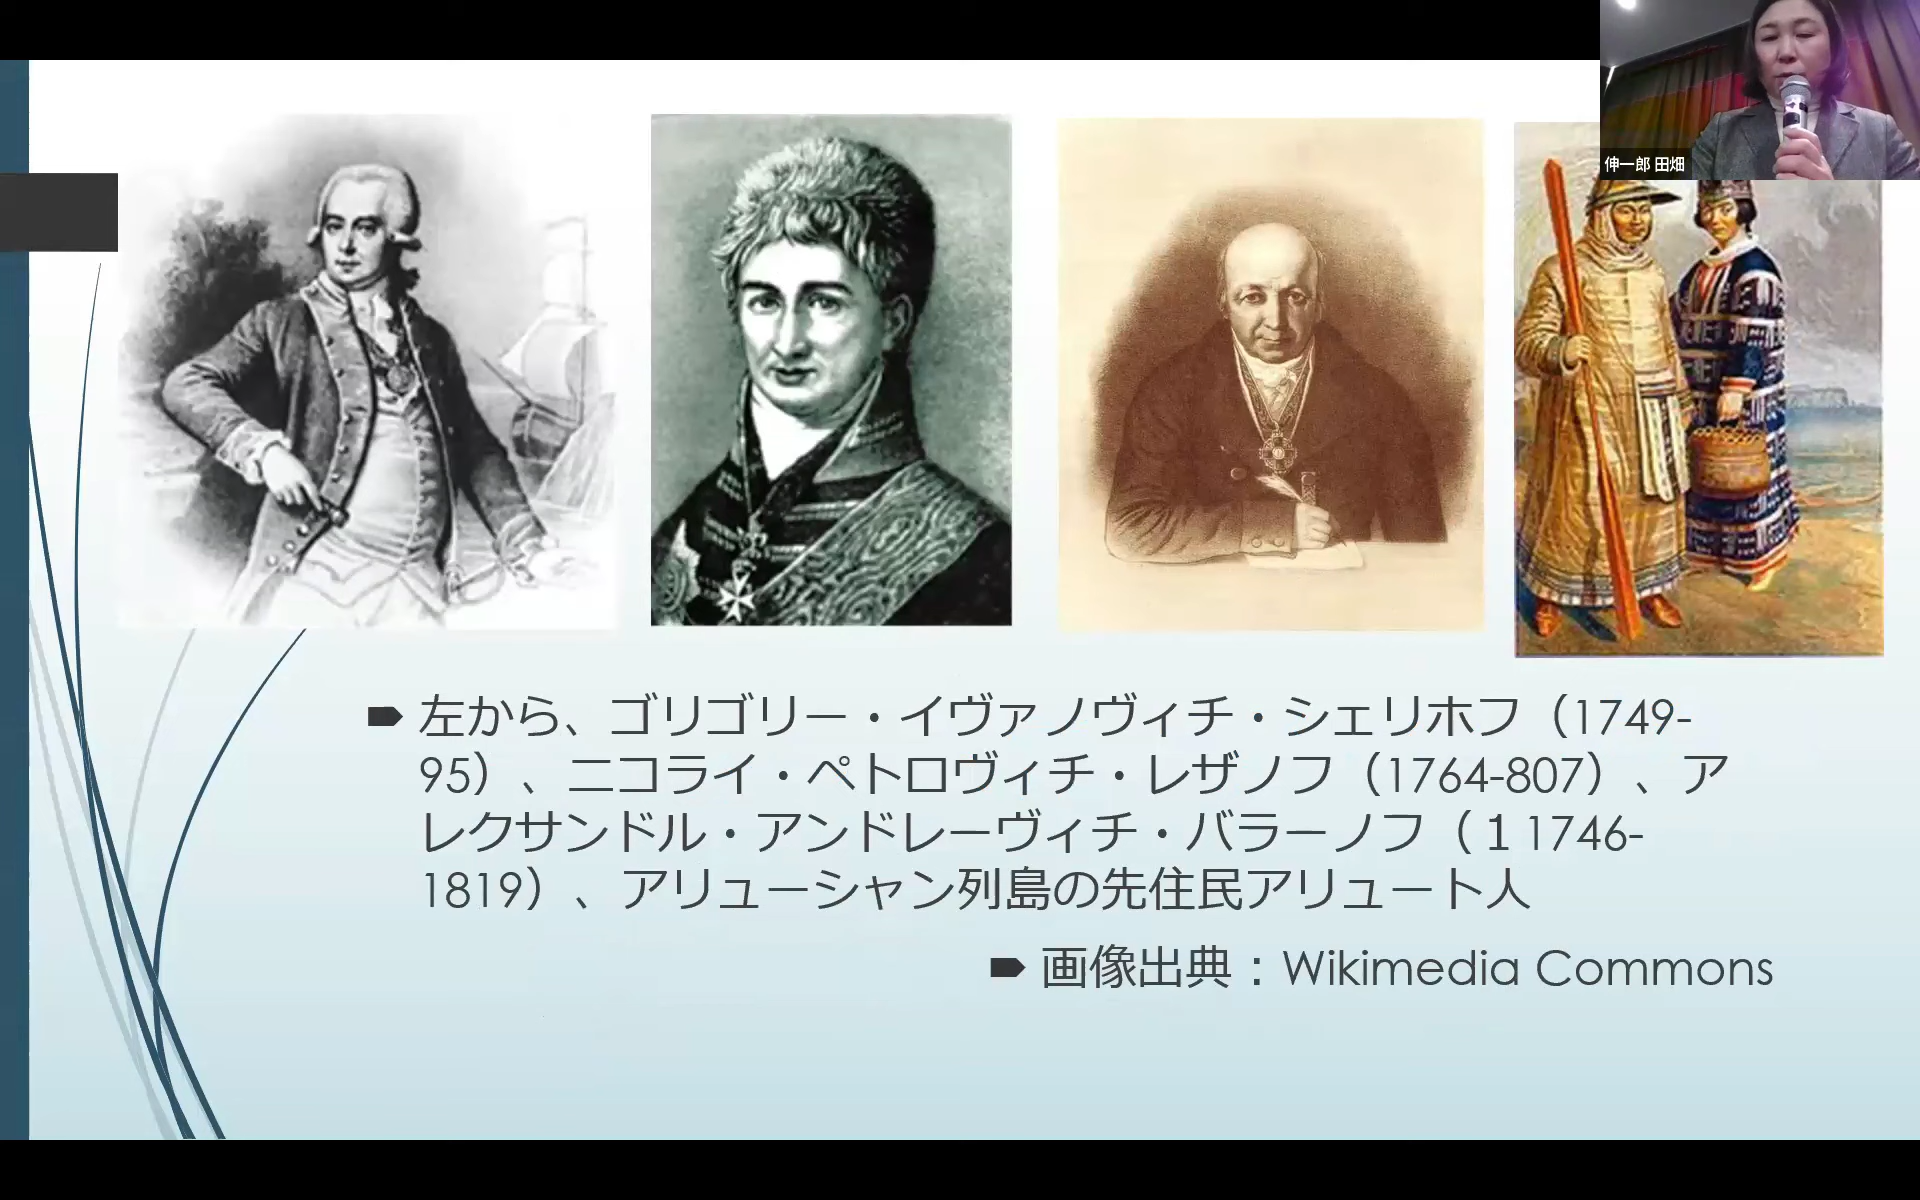 伸一郎 田畑
左から、ゴリゴリー・イヴァノヴィチ・シェリホフ（1749-
95）、ニコライ・ペトロヴィチ・レザノフ（1764-807）、ア
レクサンドル・アンドレーヴィチ・バラーノフ（１1746-
1819）、アリューシャン列島の先住民アリュート人
画像出典：Wikimedia Commons